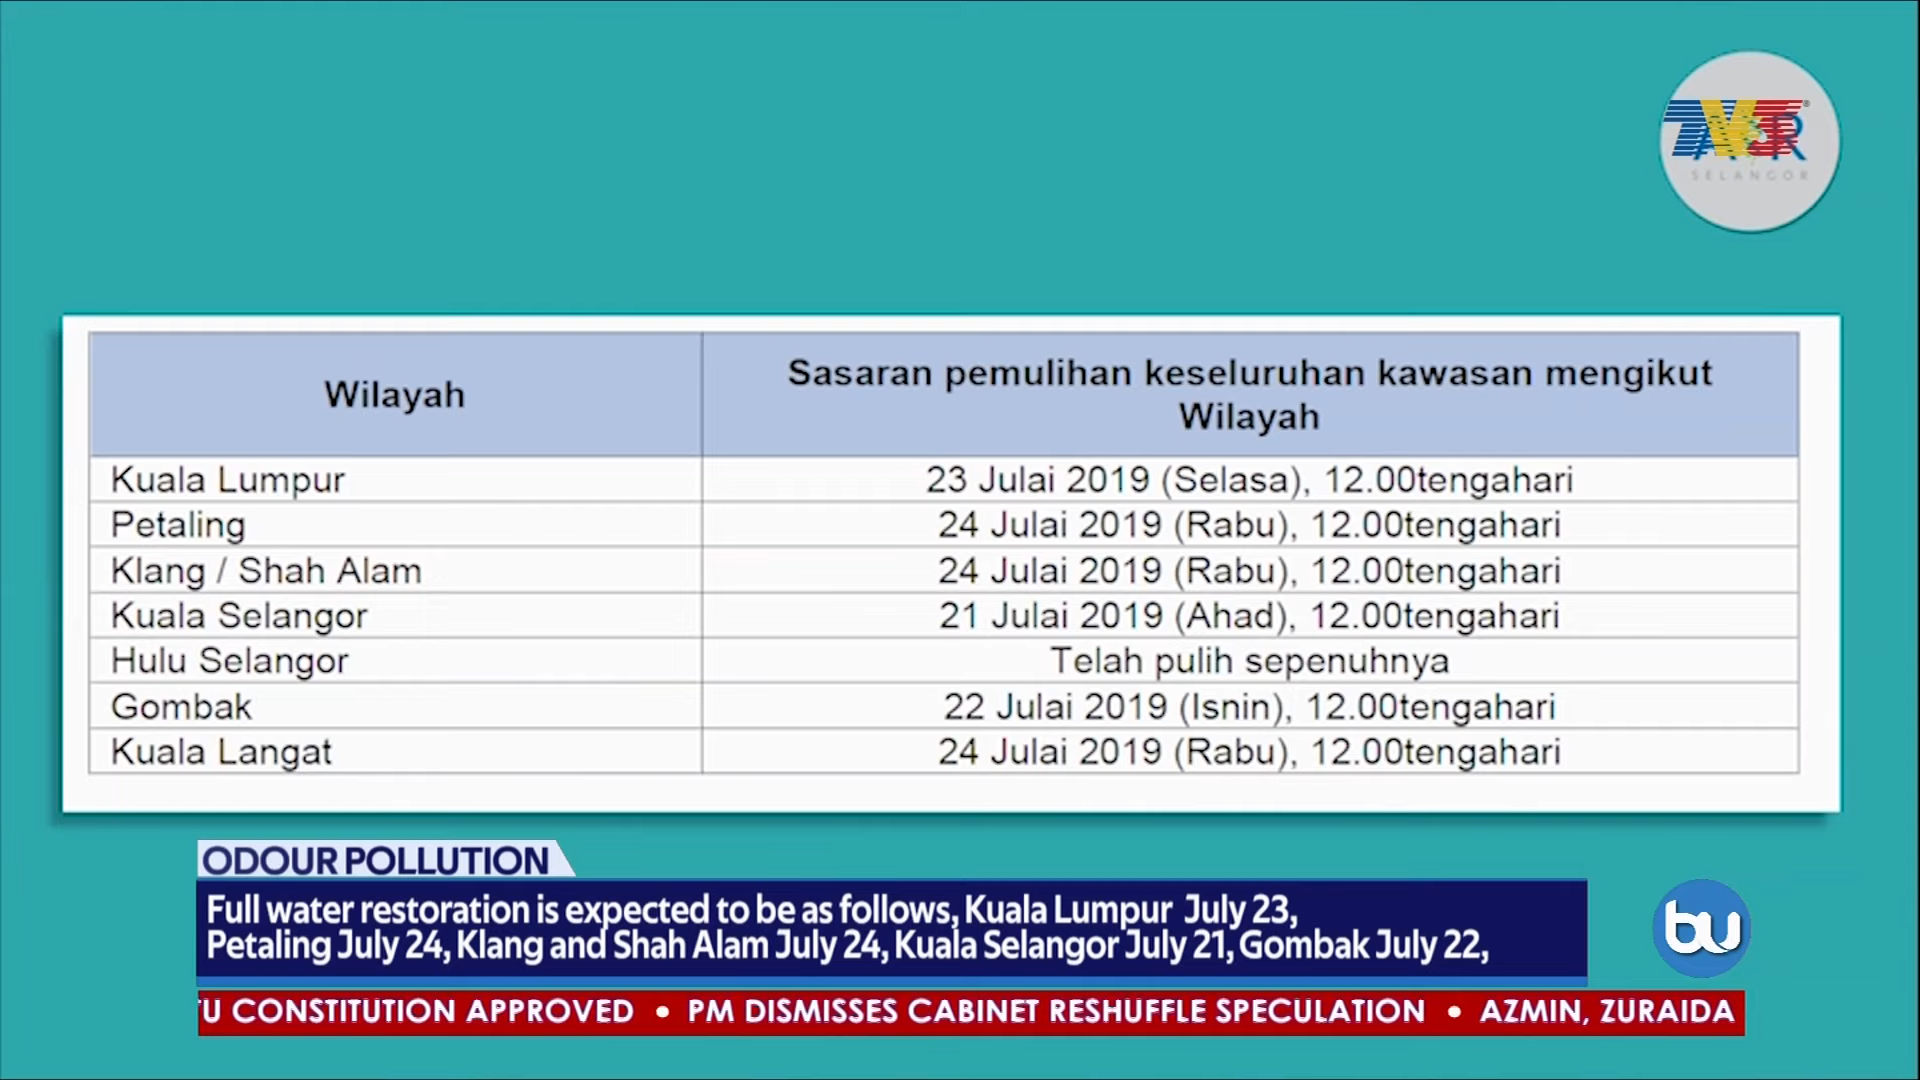 TV3
SELANGOR
Wilayah
Sasaran pemulihan keseluruhan kawasan mengikut
Wilayah
Kuala Lumpur 23 Julai 2019 (Selasa), 12.00tengahari
Petaling 24 Julai 2019 (Rabu), 12.00tengahari
Klang / Shah Alam 24 Julai 2019 (Rabu), 12.00tengahari
Kuala Selangor 21 Julai 2019 (Ahad), 12.00tengahari
Hulu Selangor Telah pulih sepenuhnya
Gombak 22 Julai 2019 (Isnin), 12.00tengahari
Kuala Langat 24 Julai 2019 (Rabu), 12.00tengahari
ODOUR POLLUTION
Full water restoration is expected to be as follows, Kuala Lumpur July 23,
Petaling July 24, Klang and Shah Alam July 24, Kuala Selangor July 21, Gombak July 22,
bu
U CONSTITUTION APPROVED • PM DISMISSES CABINET RESHUFFLE SPECULATION • AZMIN, ZURAIDA